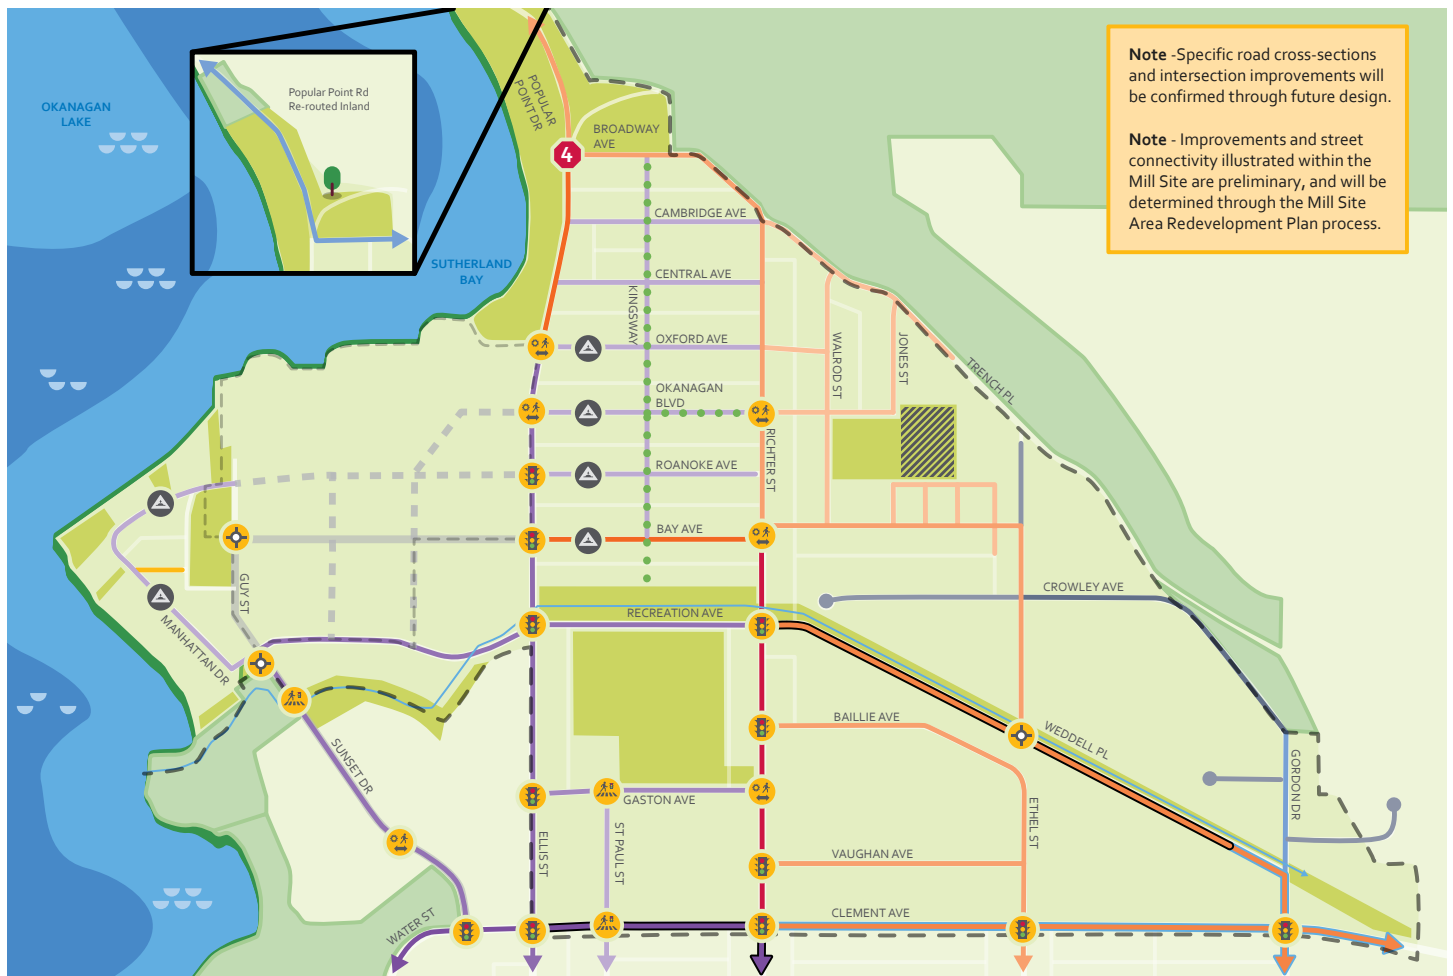 Note -Specific road cross-sections
and intersection improvements will
be confirmed through future design.
Note - Improvements and street
connectivity illustrated within the
Mill Site are preliminary, and will be
determined through the Mill Site
Area Redevelopment Plan process.
OKANAGAN
LAKE
Popular Point Rd
Re-routed Inland
POPULAR
POINT DR
BROADWAY
AVE
4
CAMBRIDGE AVE
SUTHERLAND
BAY
CENTRAL AVE
KINGSWAY
OXFORD AVE
WALROD ST
JONES ST
TRENCH PL
OKANAGAN
BLVD
RICHTER ST
ROANOKE AVE
BAY AVE
GUY ST
CROWLEY AVE
RECREATION AVE
MANHATTAN DR
BAILLIE AVE
WEDDELL PL
SUNSET DR
GORDON DR
GASTON AVE
ELLIS ST
ST PAUL ST
ETHEL ST
VAUGHAN AVE
CLEMENT AVE
WATER ST